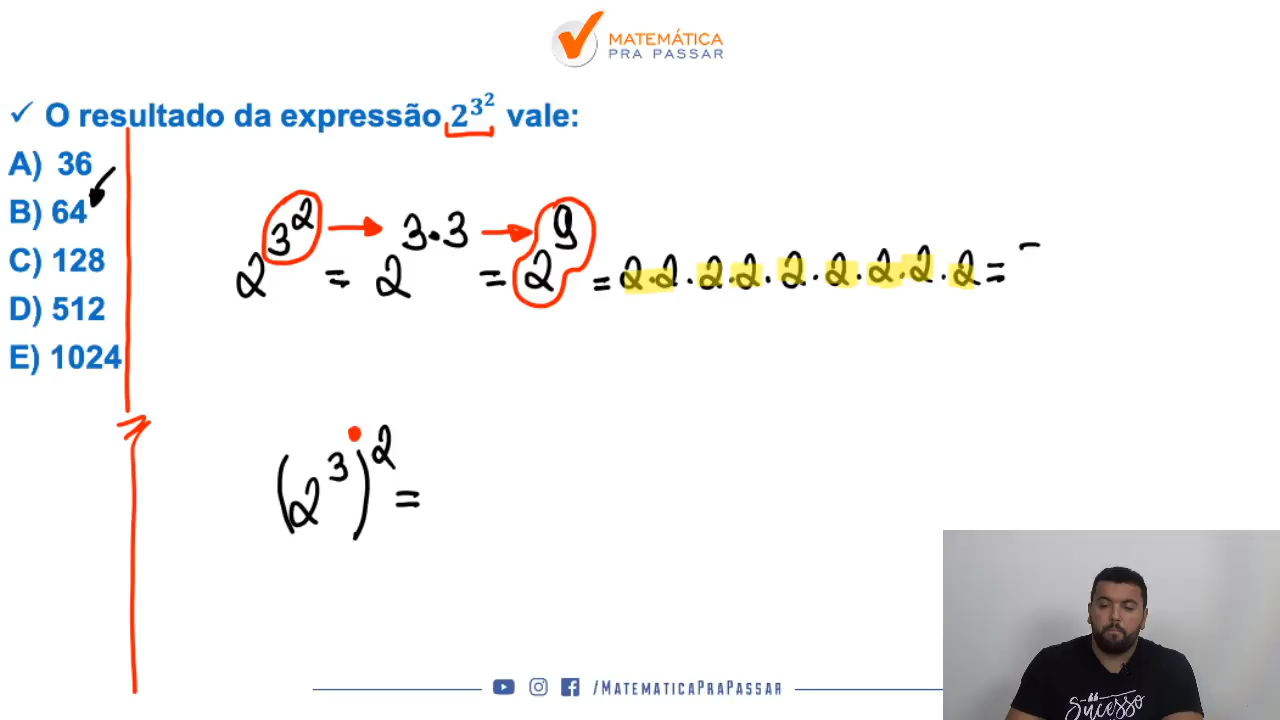 MATEMÁTICA
PRA PASSAR
✓ O resultado da expressão 2^{3^2} vale:
A) 36
B) 64
C) 128
D) 512
E) 1024
2^{3^2} → = 2^{3·3} → = 2^9 = 2·2·2·2·2·2·2·2·2 =
(2^3)^2 =
/MATEMATICAPRAPASSAR
Sucesso